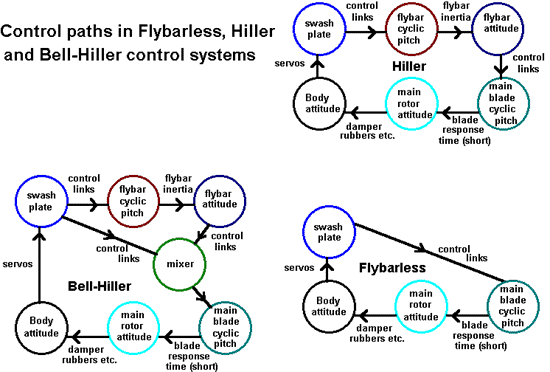 Control paths in Flybarless, Hiller
and Bell-Hiller control systems
swash
plate
control
links
flybar
cyclic
pitch
flybar
inertia
flybar
attitude
servos
Hiller
control
links
Body
attitude
main
rotor
attitude
main
blade
cyclic
pitch
damper
rubbers etc.
blade
response
time (short)
swash
plate
control
links
flybar
cyclic
pitch
flybar
inertia
flybar
attitude
control
links
control
links
mixer
servos
Bell-Hiller
Body
attitude
main
rotor
attitude
main
blade
cyclic
pitch
damper
rubbers etc.
blade
response
time (short)
swash
plate
control
links
servos
Flybarless
Body
attitude
main
rotor
attitude
main
blade
cyclic
pitch
damper
rubbers etc.
blade
response
time (short)